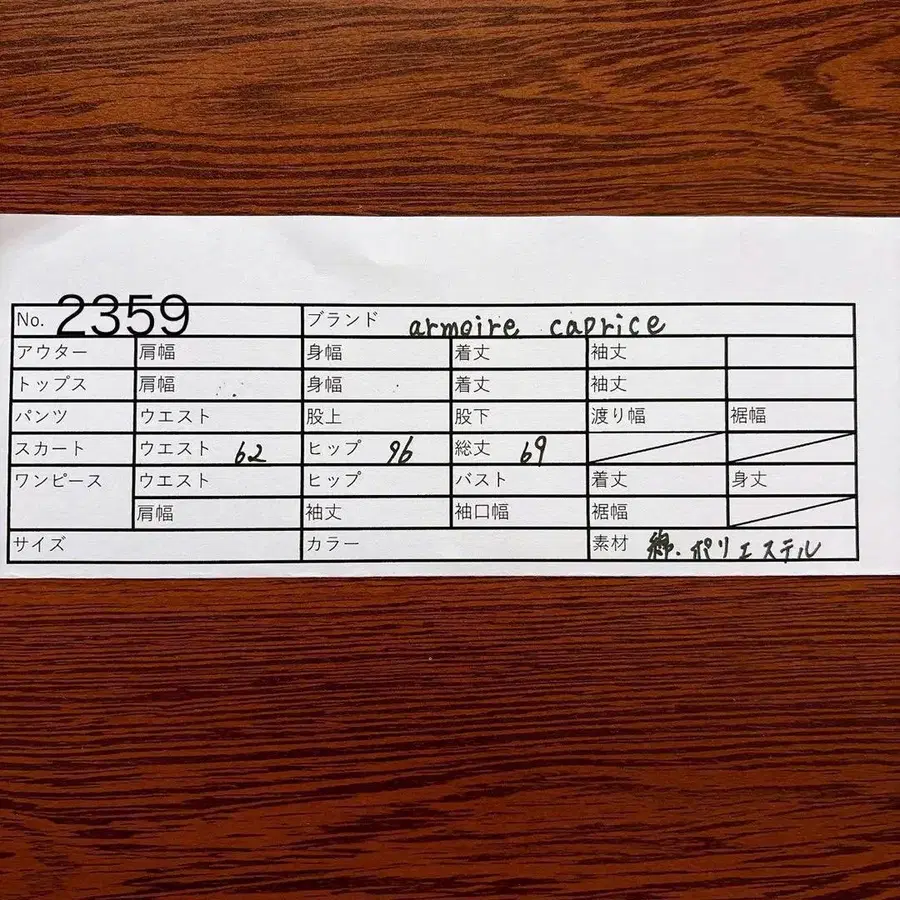 No. 2359 ブランド armoire caprice
アウター 肩幅 身幅 着丈 袖丈
トップス 肩幅 身幅 着丈 袖丈
パンツ ウエスト 股上 股下 渡り幅 裾幅
スカート ウエスト 62 ヒップ 96 総丈 69
ワンピース ウエスト ヒップ バスト 着丈 身丈
肩幅 袖丈 袖口幅 裾幅
サイズ カラー 素材 綿.ポリエステル